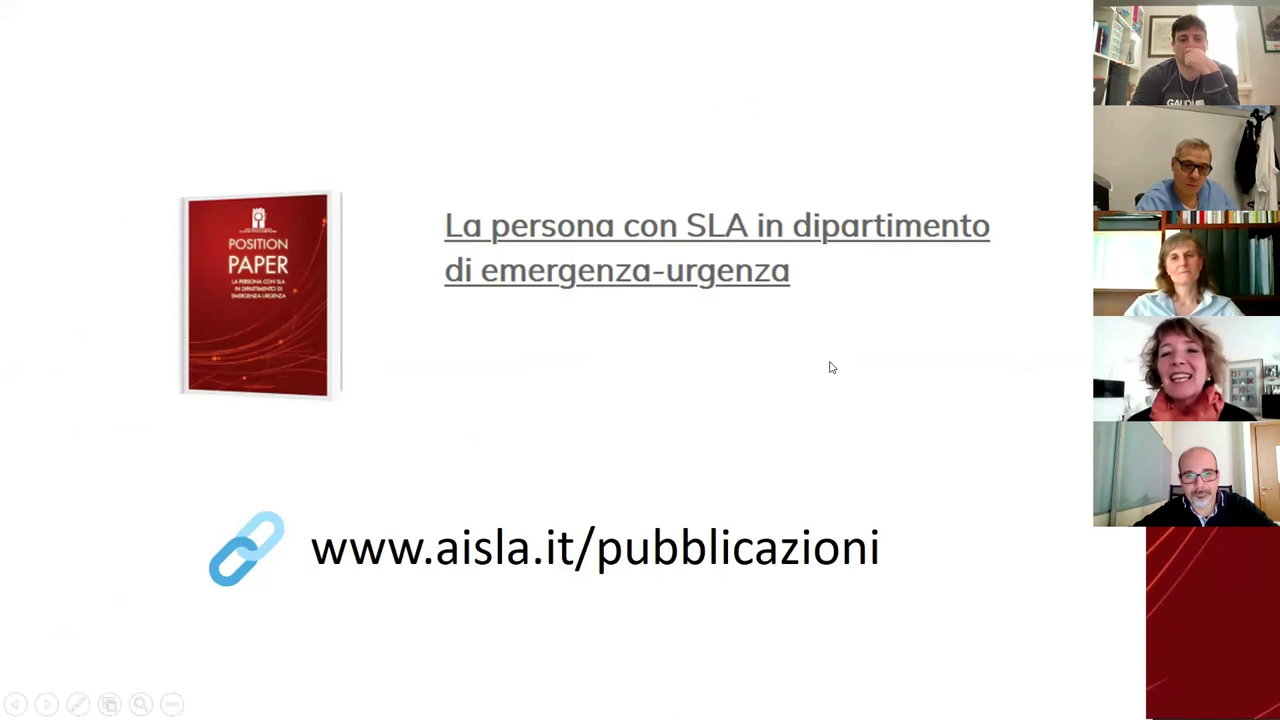 POSITION
PAPER
LA PERSONA CON SLA
IN DIPARTIMENTO DI
EMERGENZA-URGENZA
La persona con SLA in dipartimento
di emergenza-urgenza
www.aisla.it/pubblicazioni